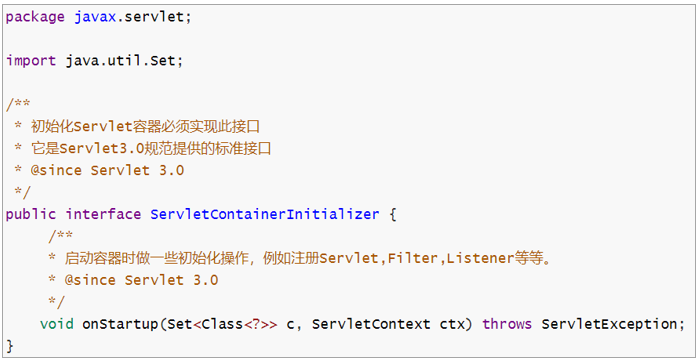 package javax.servlet;
import java.util.Set;
/**
* 初始化Servlet容器必须实现此接口
* 它是Servlet3.0规范提供的标准接口
* @since Servlet 3.0
*/
public interface ServletContainerInitializer {
/**
* 启动容器时做一些初始化操作，例如注册Servlet,Filter,Listener等等。
* @since Servlet 3.0
*/
void onStartup(Set<Class<?>> c, ServletContext ctx) throws ServletException;
}